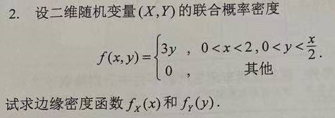 2. 设二维随机变量(X,Y)的联合概率密度
f(x,y)={3y , 0<x<2,0<y<x/2.
0 , 其他
试求边缘密度函数 f_X(x)和 f_Y(y).